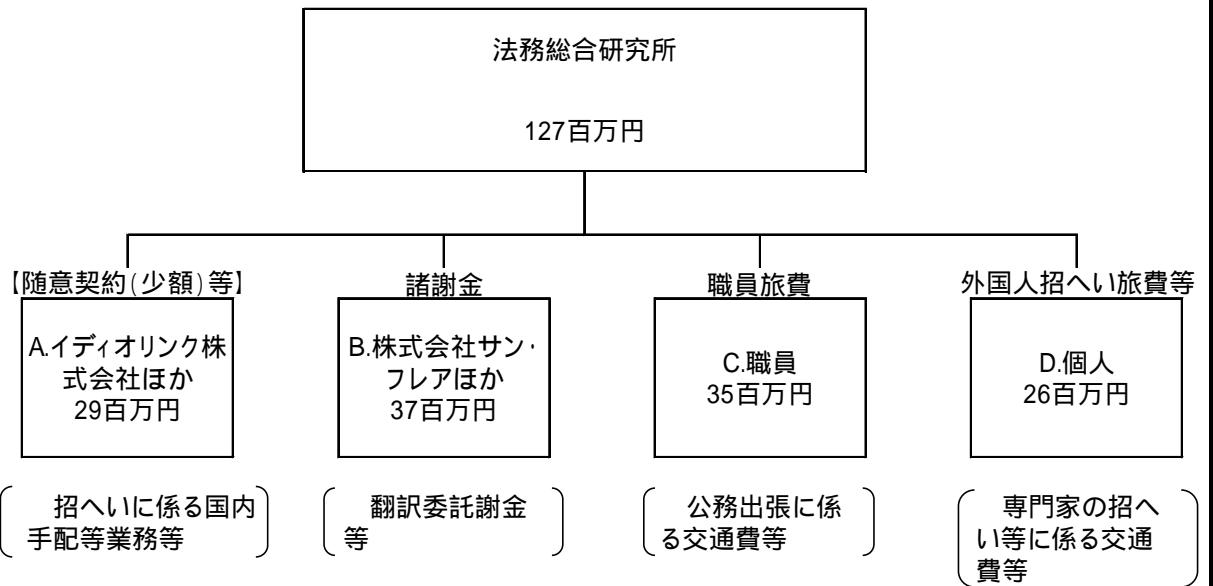 法務総合研究所
127百万円
【随意契約(少額)等】
諸謝金
職員旅費
外国人招へい旅費等
A.イディオリンク株
式会社ほか
29百万円
B.株式会社サン・
フレアほか
37百万円
C.職員
35百万円
D.個人
26百万円
招へいに係る国内
手配等業務等
翻訳委託謝金
等
公務出張に係
る交通費等
専門家の招へ
い等に係る交通
費等